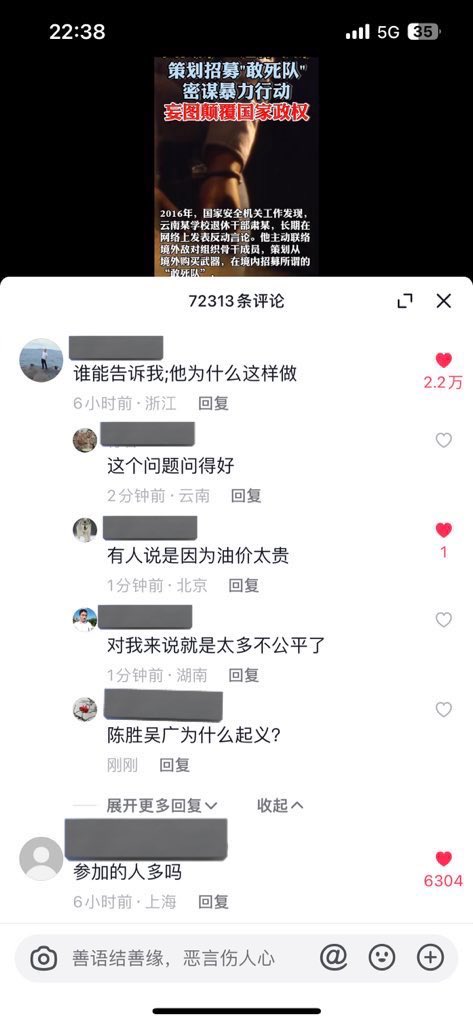 22:38
5G
35
策划招募"敢死队"
密谋暴力行动
妄图颠覆国家政权
2016年，国家安全机关工作发现，
云南某学校退休干部肃某，长期在
网络上发表反动言论。他主动联络
境外敌对组织骨干成员，策划从
境外购买武器，在境内招募所谓的
“敢死队”，
72313条评论
谁能告诉我;他为什么这样做
6小时前·浙江 回复
2.2万
这个问题问得好
2分钟前·云南 回复
有人说是因为油价太贵
1
1分钟前·北京 回复
对我来说就是太多不公平了
1分钟前·湖南 回复
陈胜吴广为什么起义?
刚刚 回复
展开更多回复 收起
参加的人多吗
6304
6小时前·上海 回复
善语结善缘，恶言伤人心